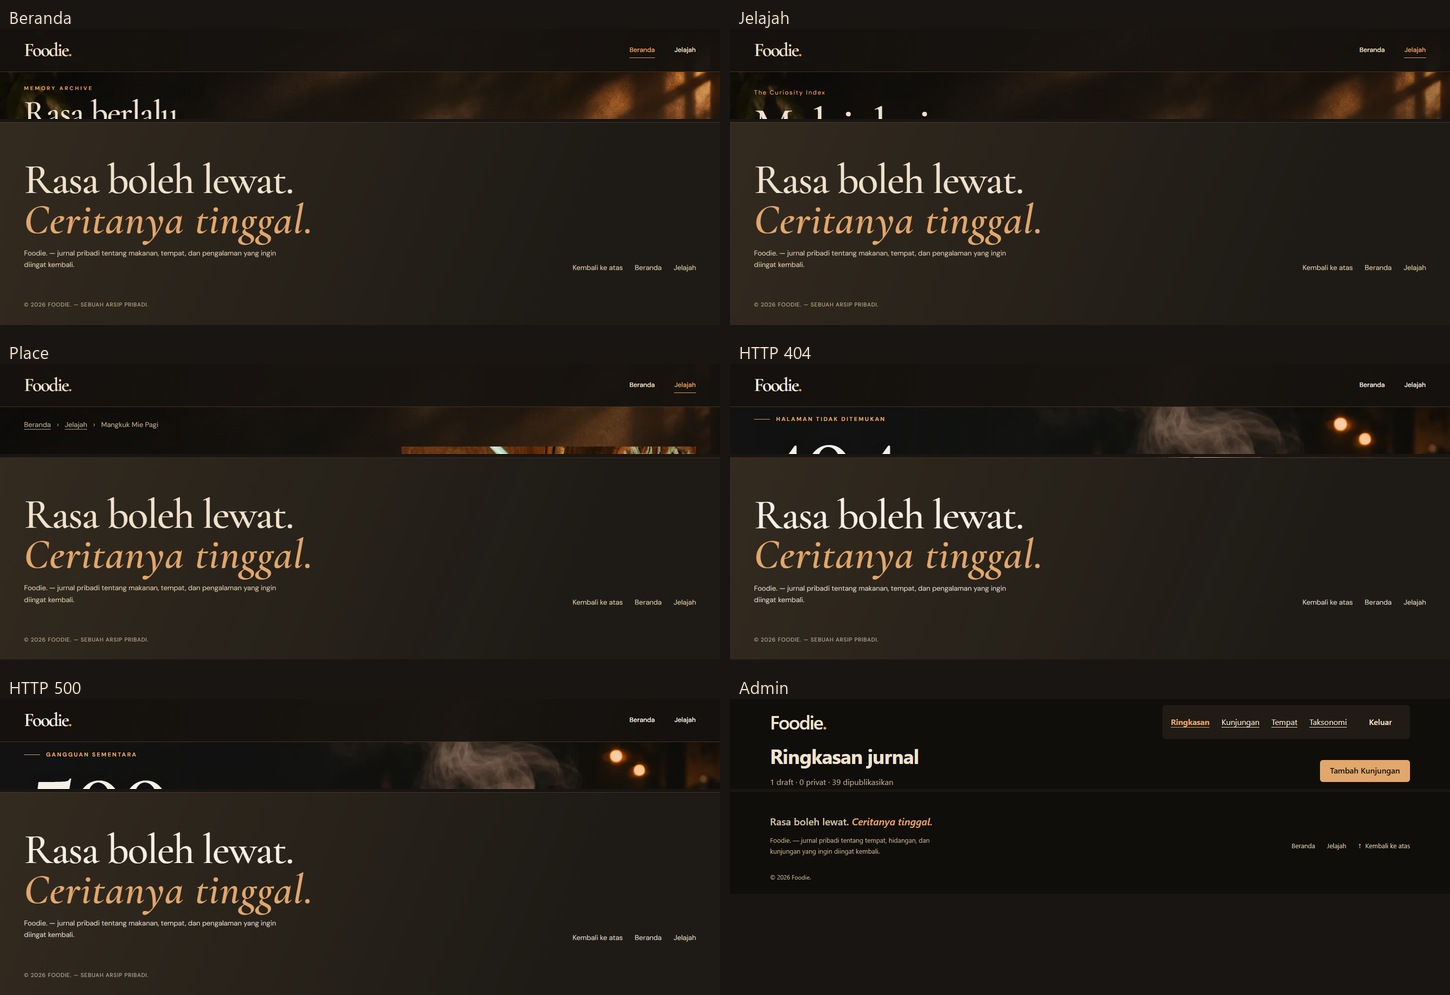 Beranda
Foodie.
Beranda Jelajah
MEMORY ARCHIVE
Rasa berlalu
Rasa boleh lewat.
Ceritanya tinggal.
Foodie. — jurnal pribadi tentang makanan, tempat, dan pengalaman yang ingin
diingat kembali.
Kembali ke atas Beranda Jelajah
© 2026 FOODIE. — SEBUAH ARSIP PRIBADI.
Jelajah
Foodie.
Beranda Jelajah
The Curiosity Index
Rasa boleh lewat.
Ceritanya tinggal.
Foodie. — jurnal pribadi tentang makanan, tempat, dan pengalaman yang ingin
diingat kembali.
Kembali ke atas Beranda Jelajah
© 2026 FOODIE. — SEBUAH ARSIP PRIBADI.
Place
Foodie.
Beranda Jelajah
Beranda › Jelajah › Mangkuk Mie Pagi
Rasa boleh lewat.
Ceritanya tinggal.
Foodie. — jurnal pribadi tentang makanan, tempat, dan pengalaman yang ingin
diingat kembali.
Kembali ke atas Beranda Jelajah
© 2026 FOODIE. — SEBUAH ARSIP PRIBADI.
HTTP 404
Foodie.
Beranda Jelajah
HALAMAN TIDAK DITEMUKAN
404
Rasa boleh lewat.
Ceritanya tinggal.
Foodie. — jurnal pribadi tentang makanan, tempat, dan pengalaman yang ingin
diingat kembali.
Kembali ke atas Beranda Jelajah
© 2026 FOODIE. — SEBUAH ARSIP PRIBADI.
HTTP 500
Foodie.
Beranda Jelajah
GANGGUAN SEMENTARA
500
Rasa boleh lewat.
Ceritanya tinggal.
Foodie. — jurnal pribadi tentang makanan, tempat, dan pengalaman yang ingin
diingat kembali.
Kembali ke atas Beranda Jelajah
© 2026 FOODIE. — SEBUAH ARSIP PRIBADI.
Admin
Foodie.
Ringkasan Kunjungan Tempat Taksonomi Keluar
Ringkasan jurnal
1 draft · 0 privat · 39 dipublikasikan
Tambah Kunjungan
Rasa boleh lewat. Ceritanya tinggal.
Foodie. — jurnal pribadi tentang tempat, hidangan, dan
kunjungan yang ingin diingat kembali.
Beranda Jelajah ↑ Kembali ke atas
© 2026 Foodie.